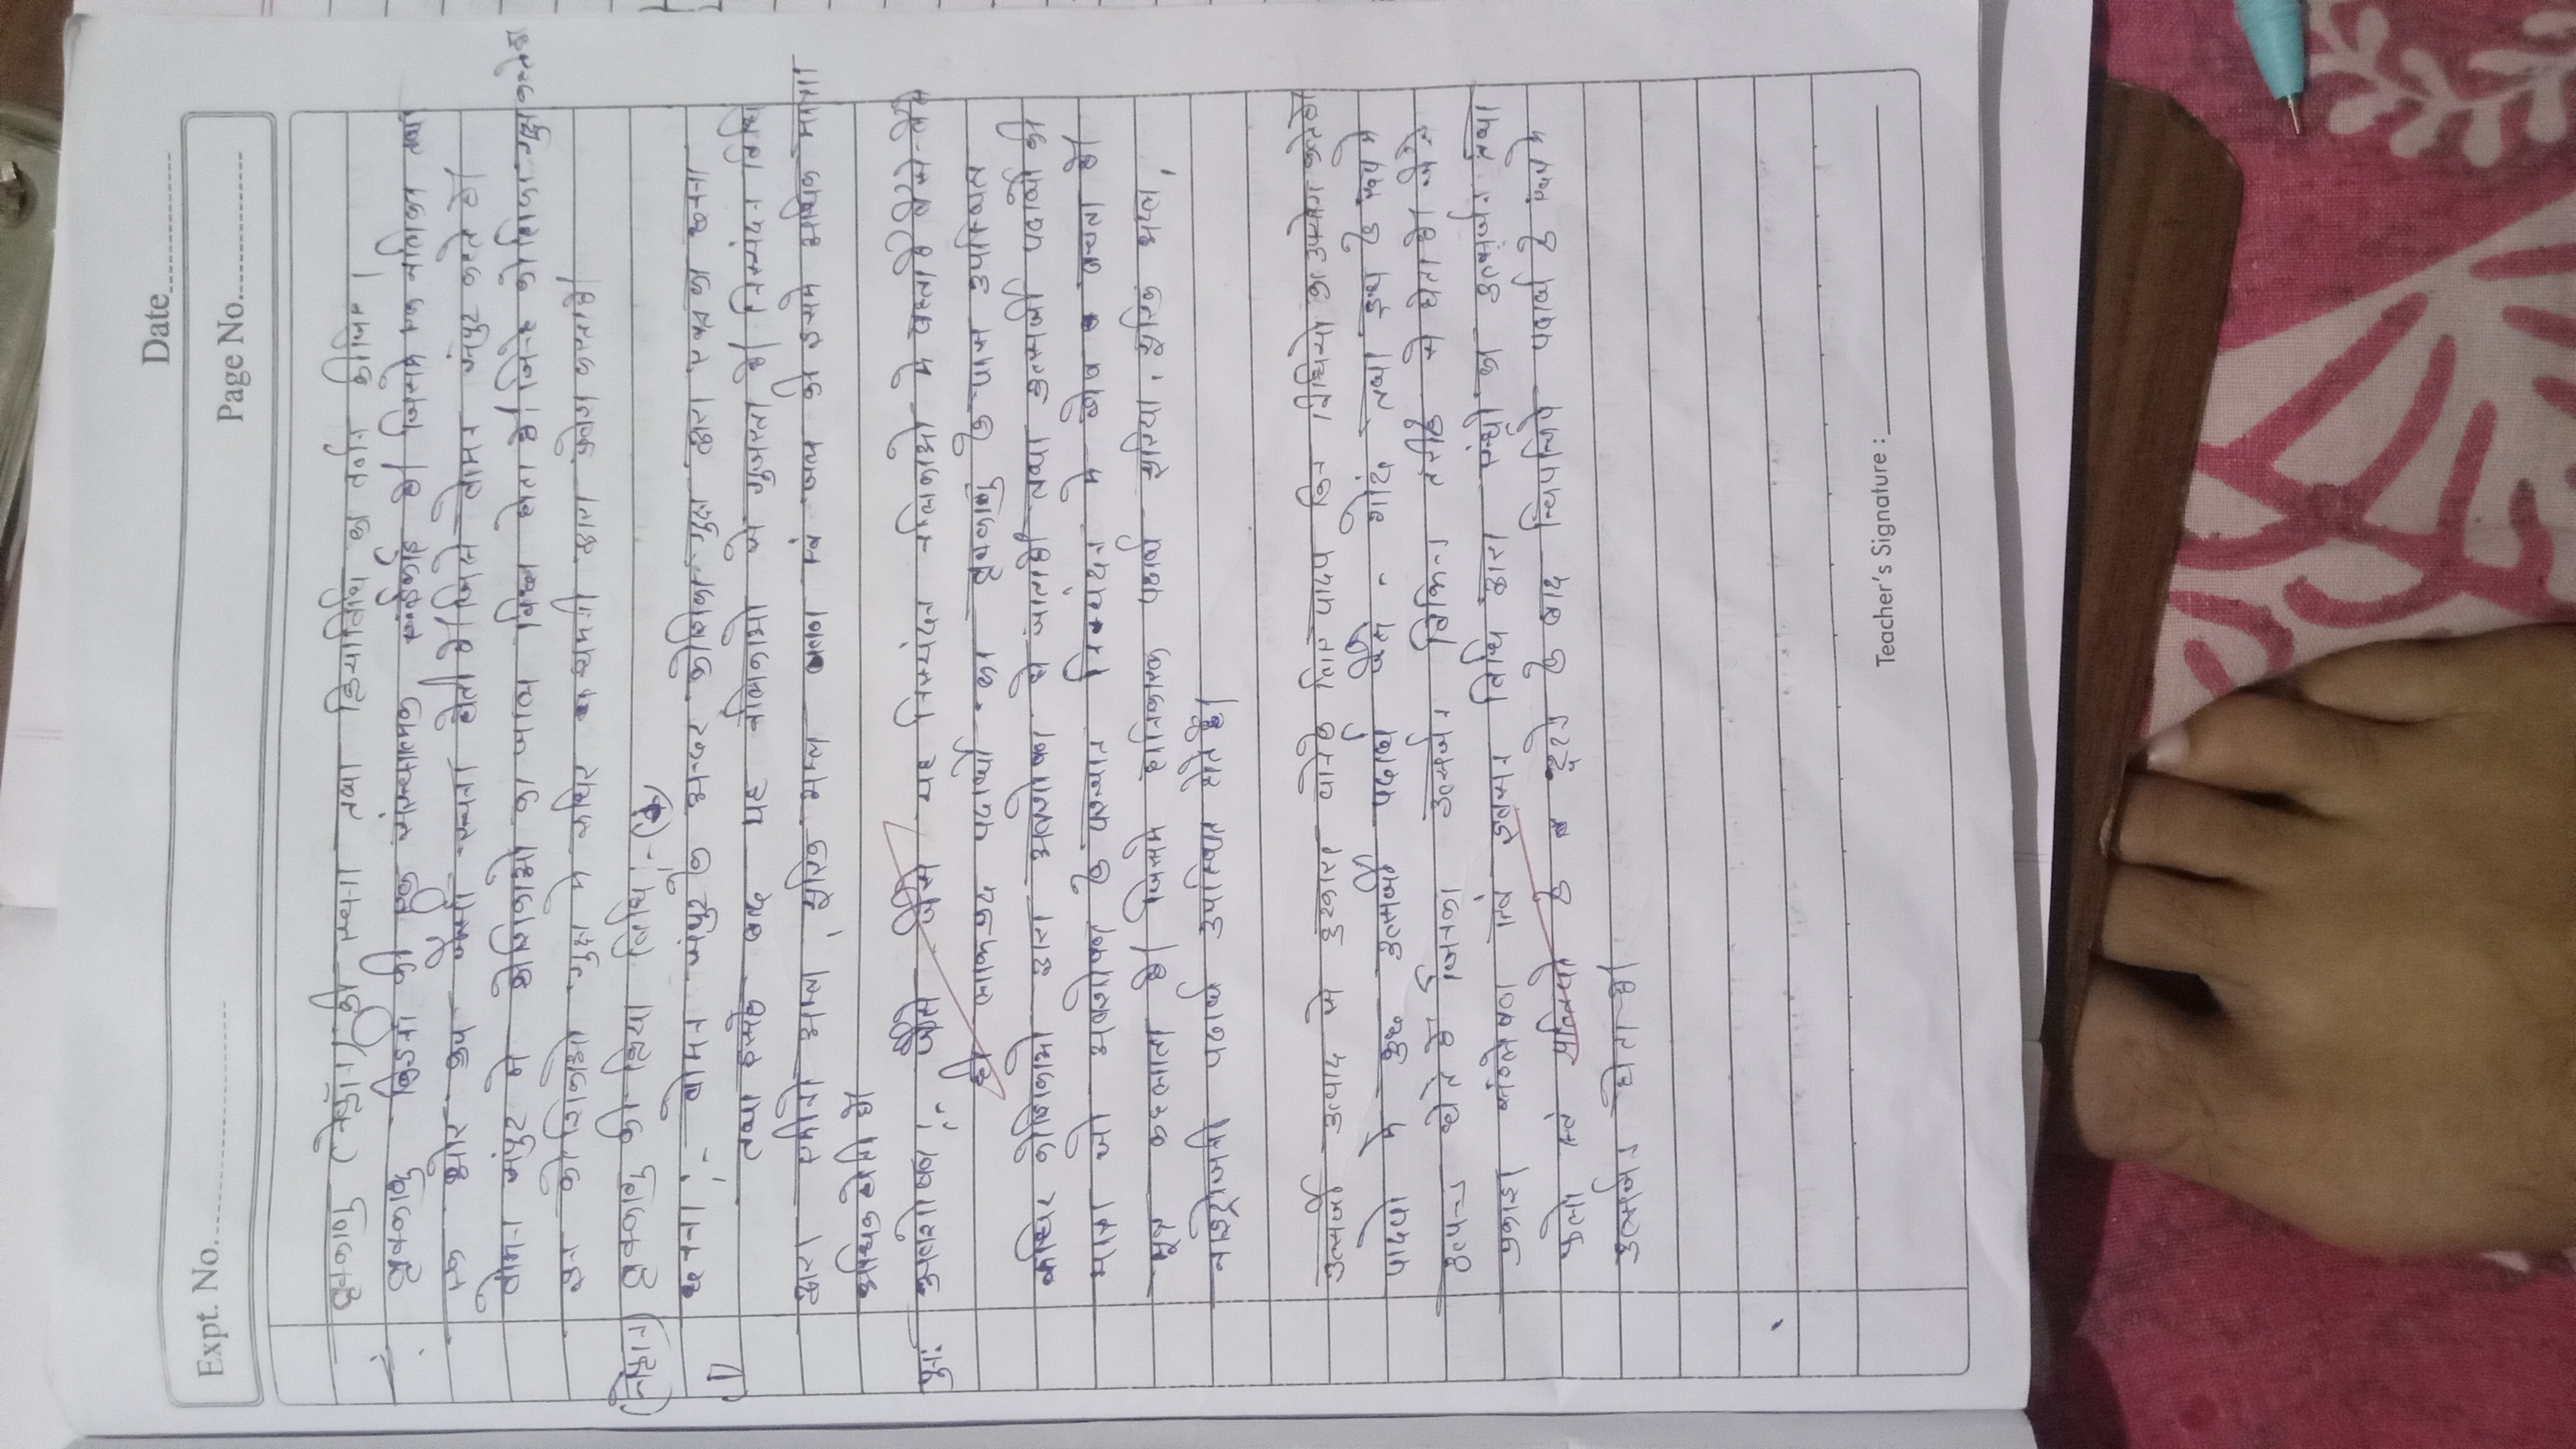 Date
Expt. No.
Page No.
वृक्काणु (नेफ्रॉन) की रचना तथा क्रियाविधि का वर्णन कीजिए।
वृक्काणु किडनी की एक संरचनात्मक इकाई है। जिसमे एक नलिका तथा
एक ओर कप जैसी रचना होती है। जिसे बोमन संपुट कहते है।
बोमन संपुट मे कोशिकाओ का जाल बिछा होता है। जिन्हे कोशिका गुच्छ कहते है
इन कोशिकाओ गुच्छ मे रुधिर धमनी द्वारा प्रवेश करता है।
(नेफ्रान) वृक्काणु की क्रिया विधि :-
छनना :- बोमन संपुट के अन्दर कोशिका गुच्छ द्वारा रक्त का छनना
1) तथा इसके बाद यह नलिकाओ से गुजरता है। निस्यंदन विधि
द्वारा एमीनो अम्ल, यूरिक अम्ल लवण एवं जल की इसमे अधिक मात्रा
अधिक होती है।
पुन: अवशोषण :- जैसे जैसे यह निस्यंदन नलिकाओ मे बहता है वैसे-वैसे
ही लाभप्रद पदार्थो का वृक्काणु के पास उपस्थित
रुधिर कोशिकाओ द्वारा अवशोषण हो जाता है। तथा उत्सर्जी पदार्थो की
मात्रा जो अवशोषण के पश्चात निस्यंदन मे शेष बचता है।
मूत्र कहलाता है। जिसमे हानिकारक पदार्थ यूरिया, यूरिक अम्ल,
नाइट्रोजनी पदार्थ उपस्थित होते है।
उत्सर्जी उत्पाद से छुटकारा पाने के लिए पादप किन विधियो का उपयोग करते है।
पादपो मे कुछ उत्सर्जी पदार्थ जैसे - गोंद तथा दूध के रूप मे
उत्पन्न होते है जिनका उत्सर्जन विभिन्न तरीके से होता है। जैसे
प्रकाश संश्लेषण एवं श्वसन विधि द्वारा रन्ध्रो का उत्सर्जन तथा
फलो एवं पत्तियो के टूटने के बाद चिपचिपे पदार्थ के रूप मे
उत्सर्जन होता है।
Teacher's Signature :